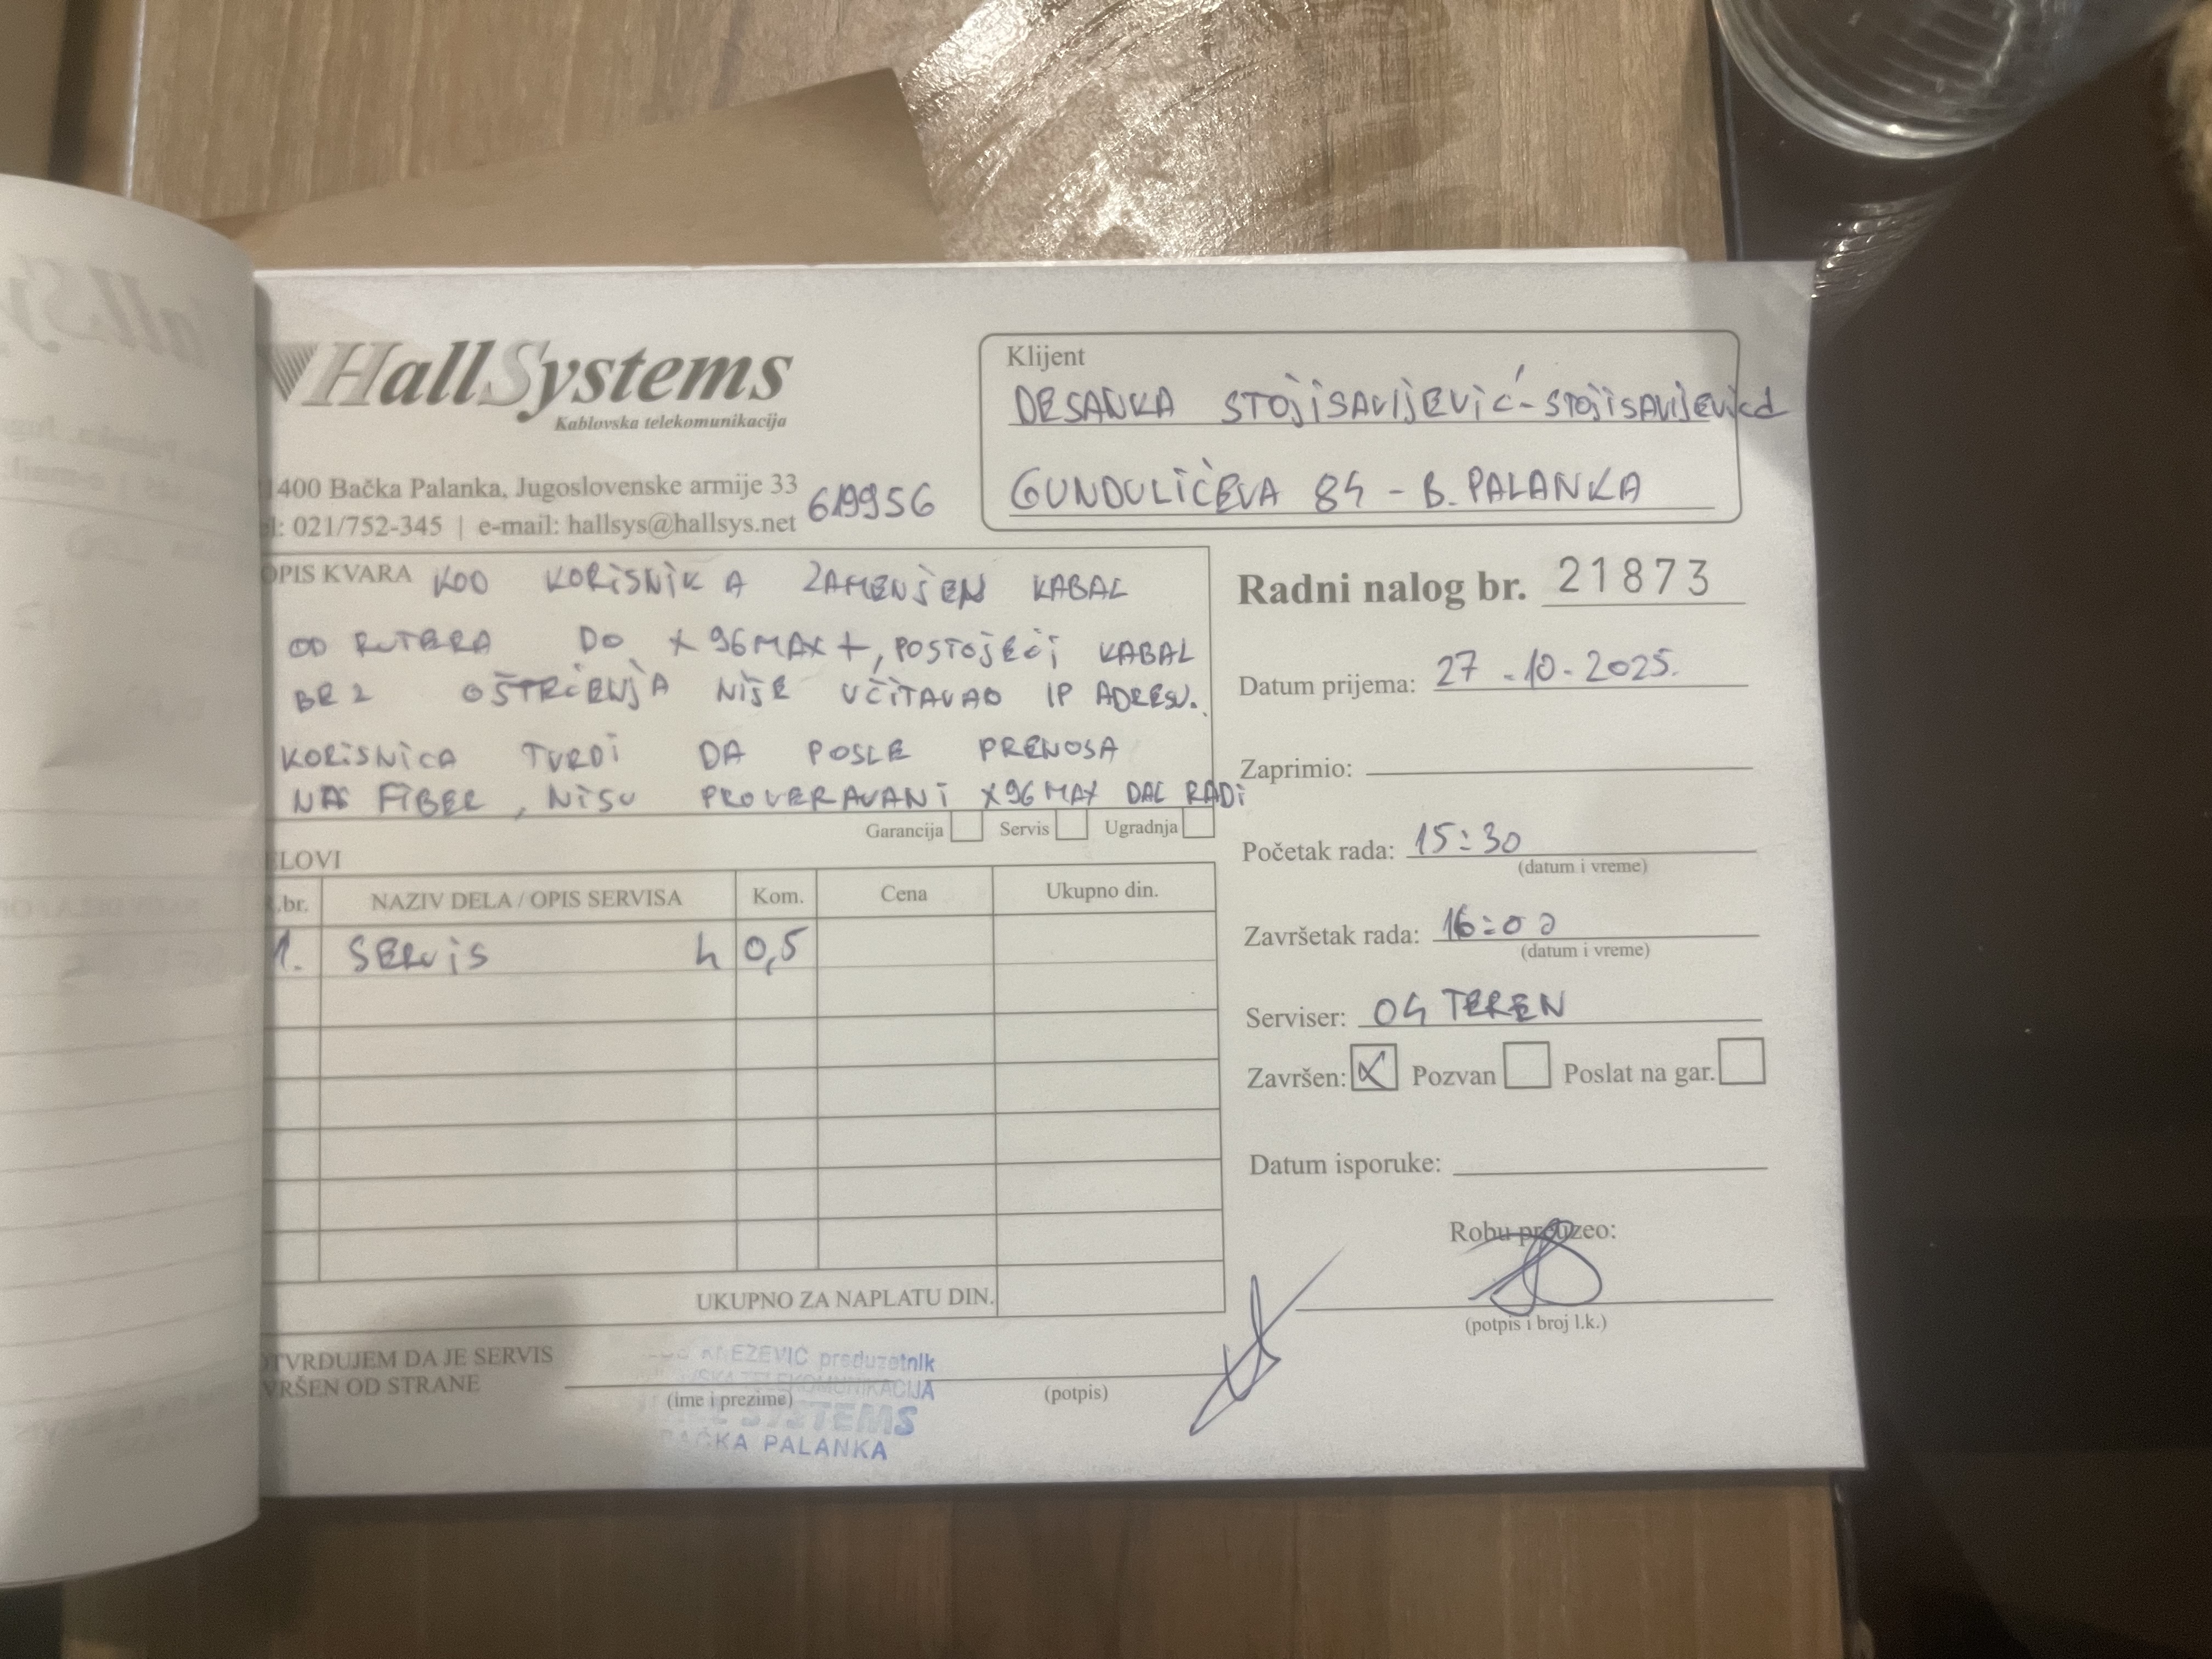 HallSystems
Kablovska telekomunikacija
400 Bačka Palanka, Jugoslovenske armije 33
: 021/752-345 | e-mail: hallsys@hallsys.net
619956
Klijent
DESANKA STOJISAVLJEVIĆ-STOJISAVLJEVIĆ
GUNDULIĆEVA 84 - B. PALANKA
OPIS KVARA KOD KORISNIKA ZAMENJEN KABAL
OD RUTERA DO X96MAX+, POSTOJEĆI KABAL
BEZ OŠTEĆENJA NIJE UČITAVAO IP ADRESU.
KORISNICA TVRDI DA POSLE PRENOSA
NA FIBER, NISU PROVERAVANI X96MAX DAL RADI
Garancija Servis Ugradnja
Radni nalog br. 21873
Datum prijema: 27-10-2025.
Zaprimio:
Početak rada: 15:30
(datum i vreme)
Završetak rada: 16:00
(datum i vreme)
Serviser: 04 TEREN
Završen: X Pozvan Poslat na gar.
Datum isporuke:
Robu preuzeo:
(potpis i broj l.k.)
ELOVI
.br. NAZIV DELA / OPIS SERVISA Kom. Cena Ukupno din.
1. SERVIS h 0,5
UKUPNO ZA NAPLATU DIN.
OTVRDUJEM DA JE SERVIS
VRŠEN OD STRANE
(ime i prezime)
(potpis)
preduzetnik
TELEKOMUNIKACIJA
SYSTEMS
BAČKA PALANKA